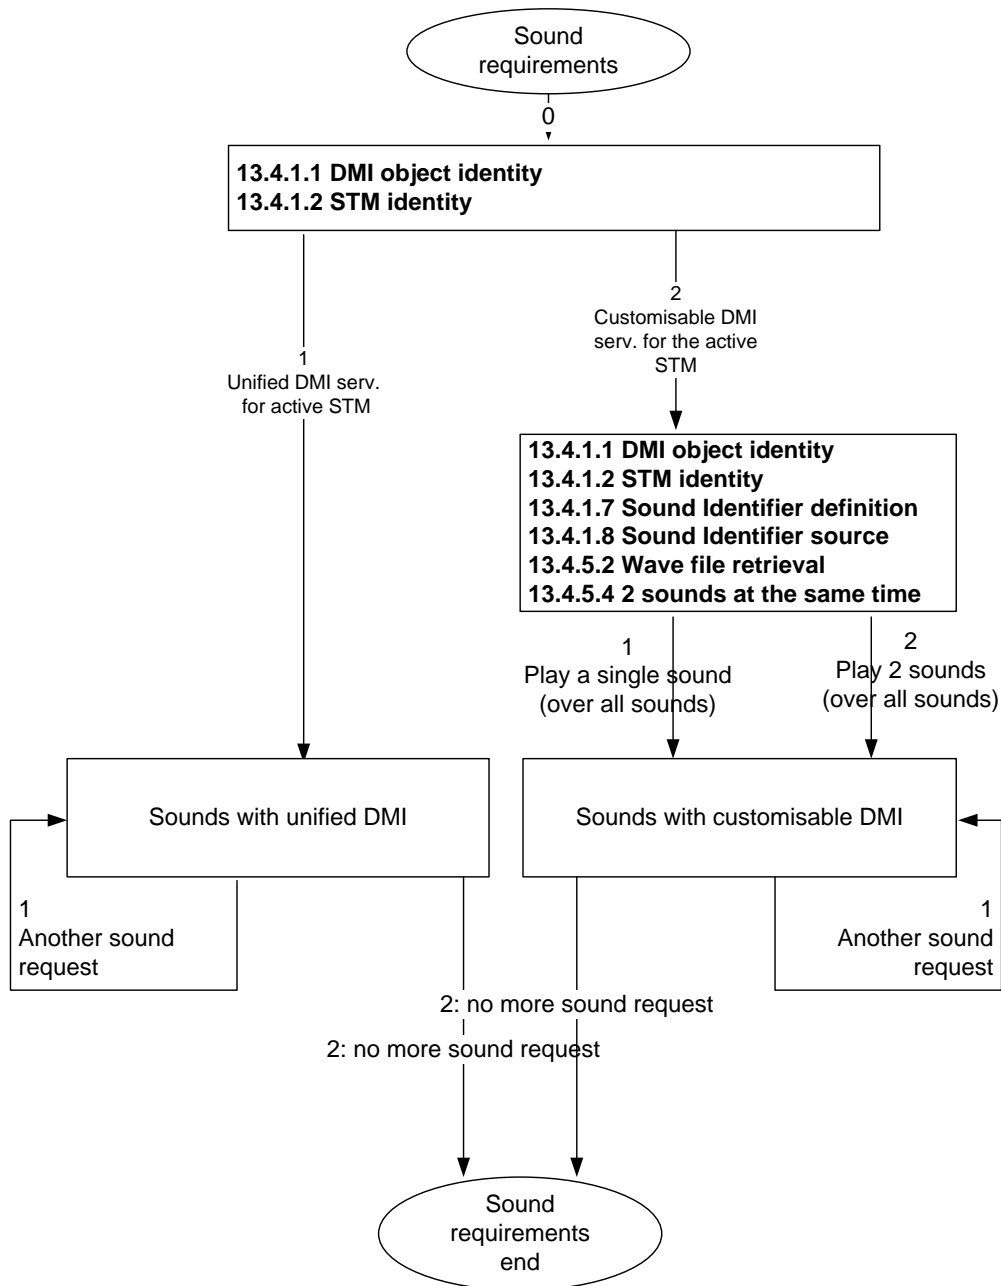 Sound
requirements
0
13.4.1.1 DMI object identity
13.4.1.2 STM identity
2
Customisable DMI
serv. for the active
STM
1
Unified DMI serv.
for active STM
13.4.1.1 DMI object identity
13.4.1.2 STM identity
13.4.1.7 Sound Identifier definition
13.4.1.8 Sound Identifier source
13.4.5.2 Wave file retrieval
13.4.5.4 2 sounds at the same time
1
Play a single sound
(over all sounds)
2
Play 2 sounds
(over all sounds)
Sounds with unified DMI
Sounds with customisable DMI
1
Another sound
request
1
Another sound
request
2: no more sound request
2: no more sound request
Sound
requirements
end